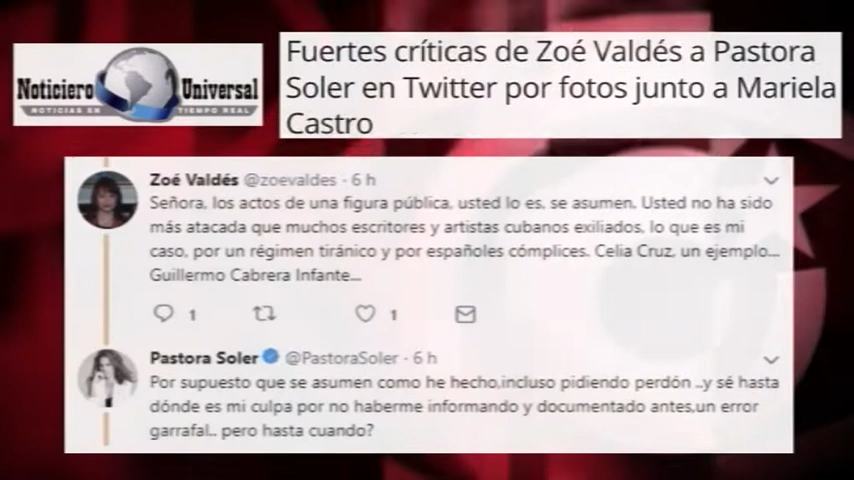 Noticiero Universal
NOTICIAS EN TIEMPO REAL
Fuertes críticas de Zoé Valdés a Pastora
Soler en Twitter por fotos junto a Mariela
Castro
Zoé Valdés @zoevaldes · 6 h
Señora, los actos de una figura pública, usted lo es, se asumen. Usted no ha sido
más atacada que muchos escritores y artistas cubanos exiliados, lo que es mi
caso, por un régimen tiránico y por españoles cómplices. Celia Cruz, un ejemplo...
Guillermo Cabrera Infante...
1 1
Pastora Soler @PastoraSoler · 6 h
Por supuesto que se asumen como he hecho,incluso pidiendo perdón ..y sé hasta
dónde es mi culpa por no haberme informando y documentado antes,un error
garrafal.. pero hasta cuando?